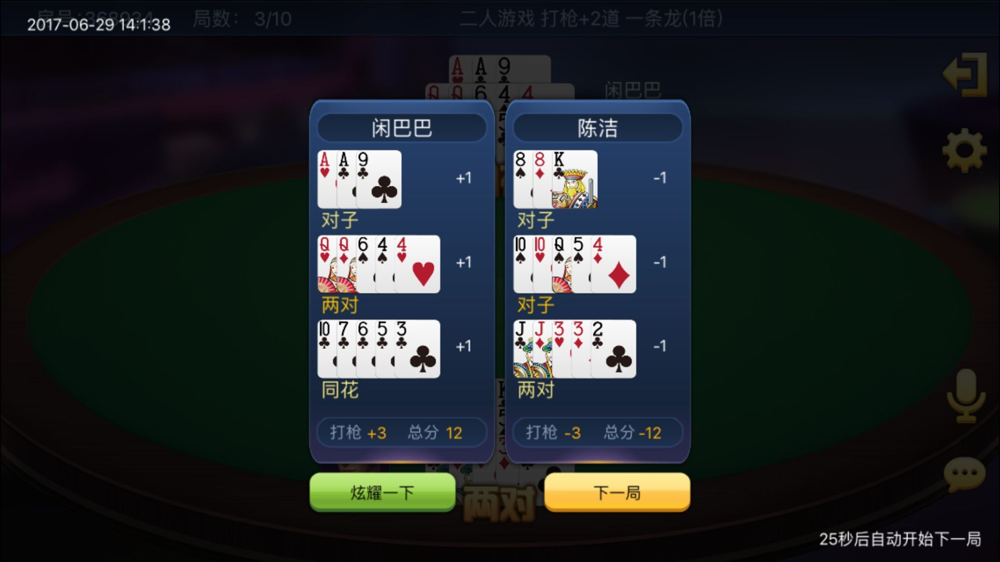 2017-06-29 14:1:38
局数： 3/10
二人游戏 打枪+2道 一条龙(1倍)
A A 9
Q Q 6 4 4
闲巴巴
闲巴巴
A A 9
+1
对子
Q Q 6 4 4
+1
两对
10 7 6 5 3
+1
同花
打枪 +3 总分 12
陈洁
8 8 K
-1
对子
10 10 Q 5 4
-1
对子
J J 3 3 2
-1
两对
打枪 -3 总分 -12
炫耀一下
两对
下一局
25秒后自动开始下一局